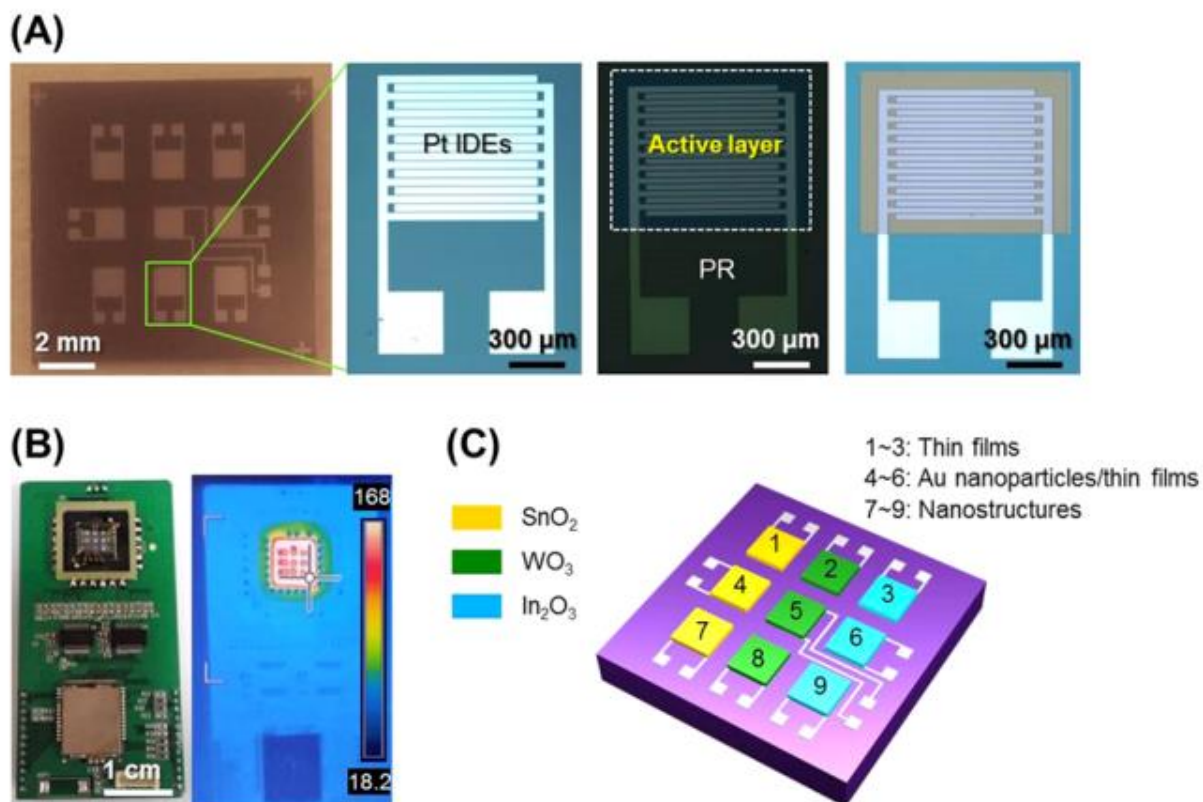 (A)
Pt IDEs
Active layer
PR
2 mm
300 μm
300 μm
300 μm
(B)
168
18.2
1 cm
(C)
1~3: Thin films
4~6: Au nanoparticles/thin films
7~9: Nanostructures
SnO₂
WO₃
In₂O₃
1
2
3
4
5
6
7
8
9